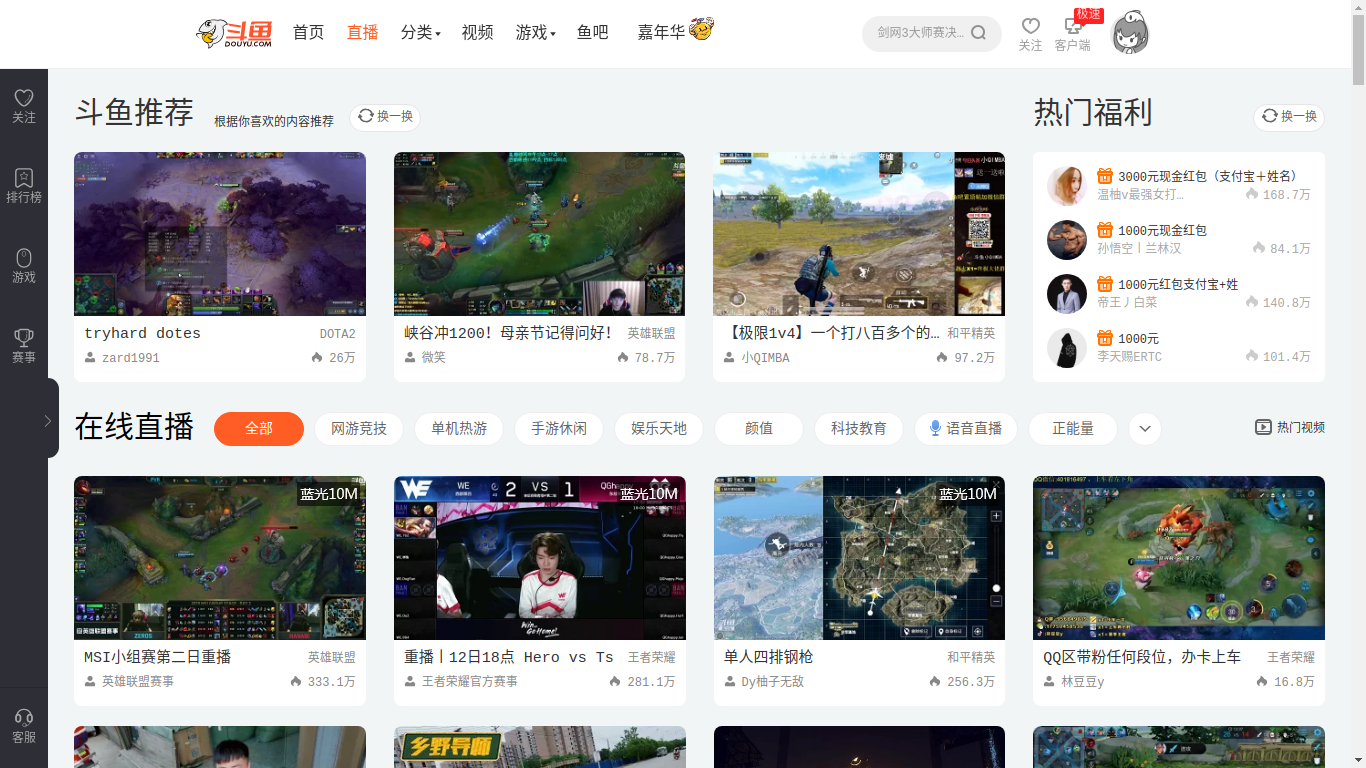 斗鱼
DOUYU.COM
首页
直播
分类
视频
游戏
鱼吧
嘉年华
剑网3大师赛决…
关注
极速
客户端
关注
排行榜
游戏
赛事
客服
斗鱼推荐
根据你喜欢的内容推荐
换一换
tryhard dotes
DOTA2
zard1991
26万
峡谷冲1200! 母亲节记得问好!
英雄联盟
微笑
78.7万
【极限1v4】一个打八百多个的…
和平精英
小QIMBA
97.2万
热门福利
换一换
3000元现金红包（支付宝＋姓名）
温柚v最强女打…
168.7万
1000元现金红包
孙悟空丨兰林汉
84.1万
1000元红包支付宝+姓
帝王丿白菜
140.8万
1000元
李天赐ERTC
101.4万
在线直播
全部
网游竞技
单机热游
手游休闲
娱乐天地
颜值
科技教育
语音直播
正能量
热门视频
蓝光10M
MSI小组赛第二日重播
英雄联盟
英雄联盟赛事
333.1万
WE
2 VS 1
蓝光10M
重播丨12日18点 Hero vs Ts
王者荣耀
王者荣耀官方赛事
281.1万
蓝光10M
单人四排钢枪
和平精英
Dy柚子无敌
256.3万
QQ区带粉任何段位，办卡上车
王者荣耀
林豆豆y
16.8万
乡野导师